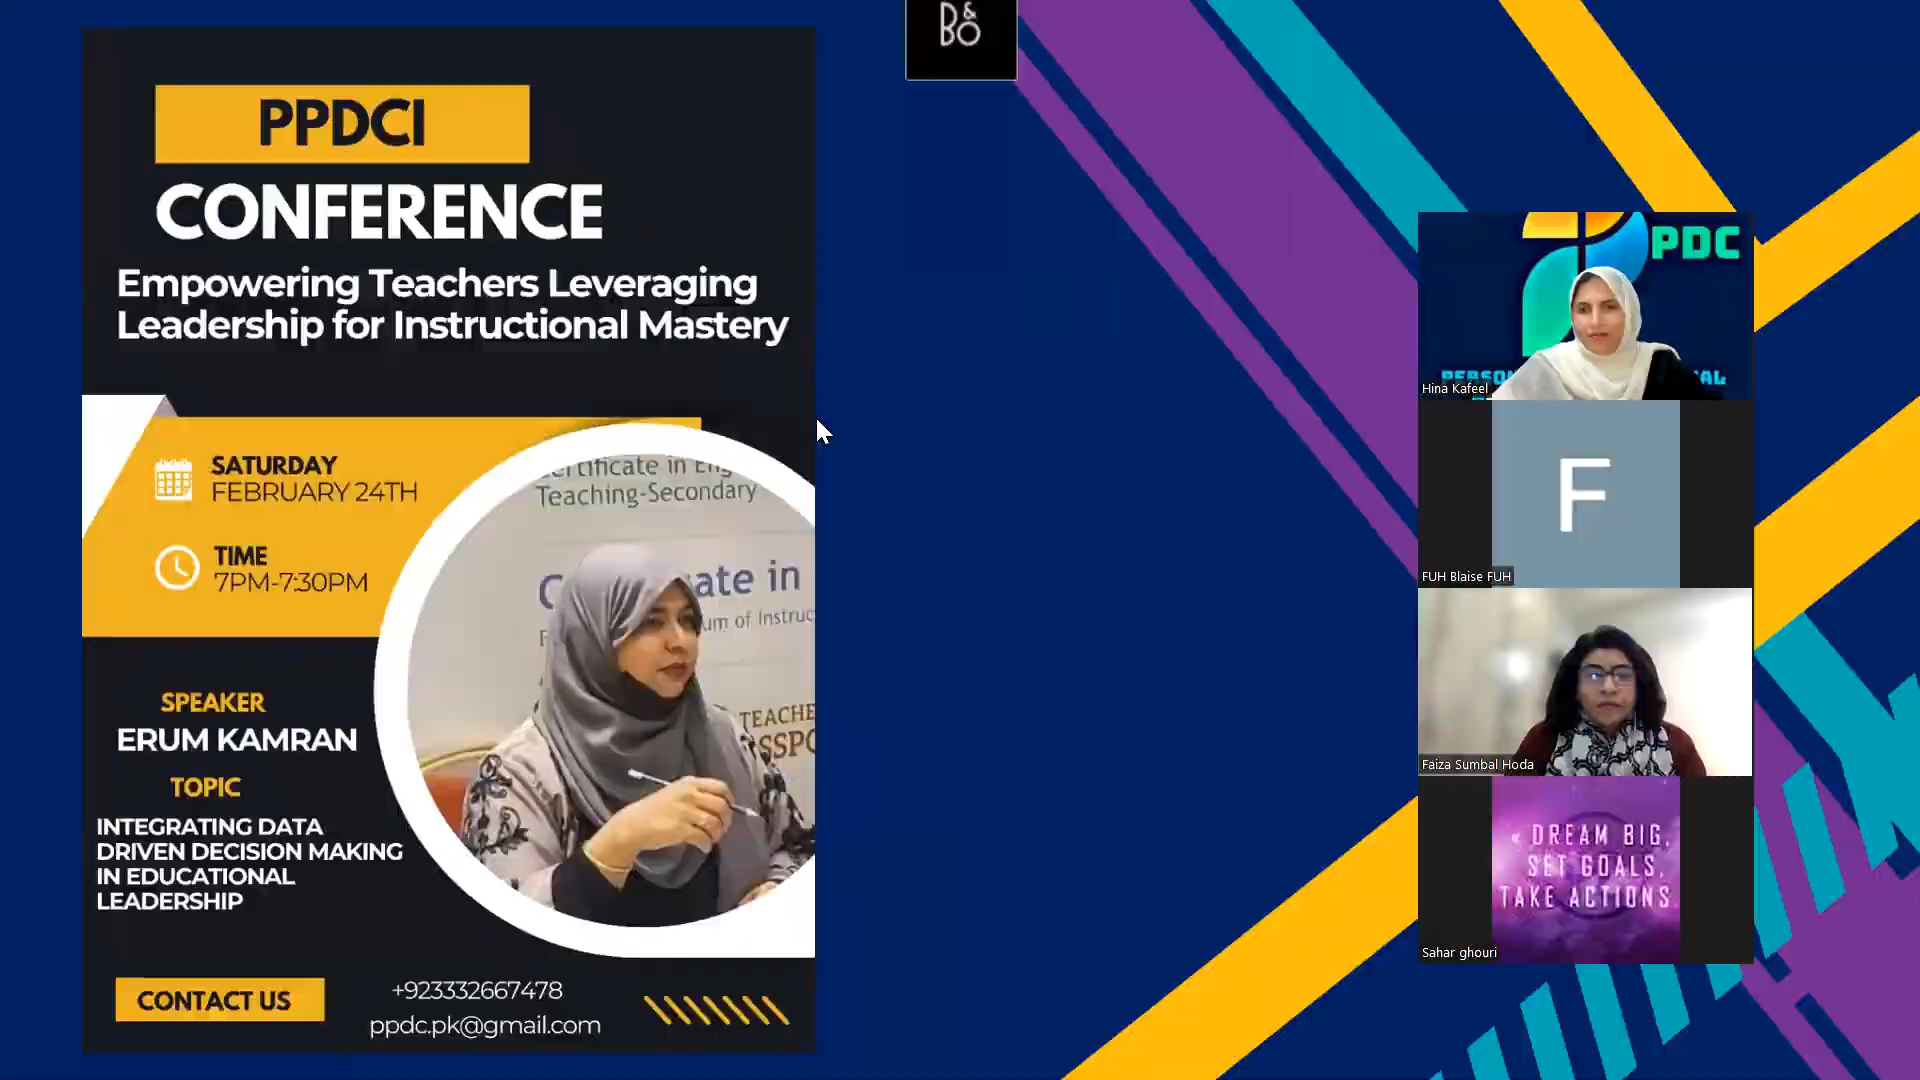 PPDCI
CONFERENCE
Empowering Teachers Leveraging
Leadership for Instructional Mastery
SATURDAY
FEBRUARY 24TH
TIME
7PM-7:30PM
Teaching-Secondary
in
SPEAKER
ERUM KAMRAN
TOPIC
INTEGRATING DATA
DRIVEN DECISION MAKING
IN EDUCATIONAL
LEADERSHIP
CONTACT US
+923332667478
ppdc.pk@gmail.com
B&O
PDC
Hina Kafeel
F
FUH Blaise FUH
Faiza Sumbal Hoda
« DREAM BIG,
SET GOALS,
TAKE ACTIONS.
Sahar ghouri